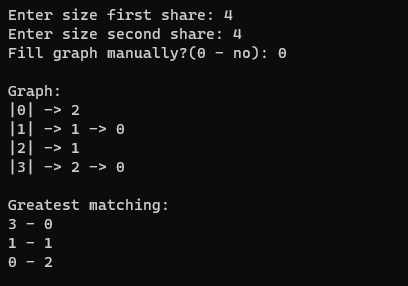 Enter size first share: 4
Enter size second share: 4
Fill graph manually?(0 - no): 0
Graph:
|0| -> 2
|1| -> 1 -> 0
|2| -> 1
|3| -> 2 -> 0
Greatest matching:
3 - 0
1 - 1
0 - 2